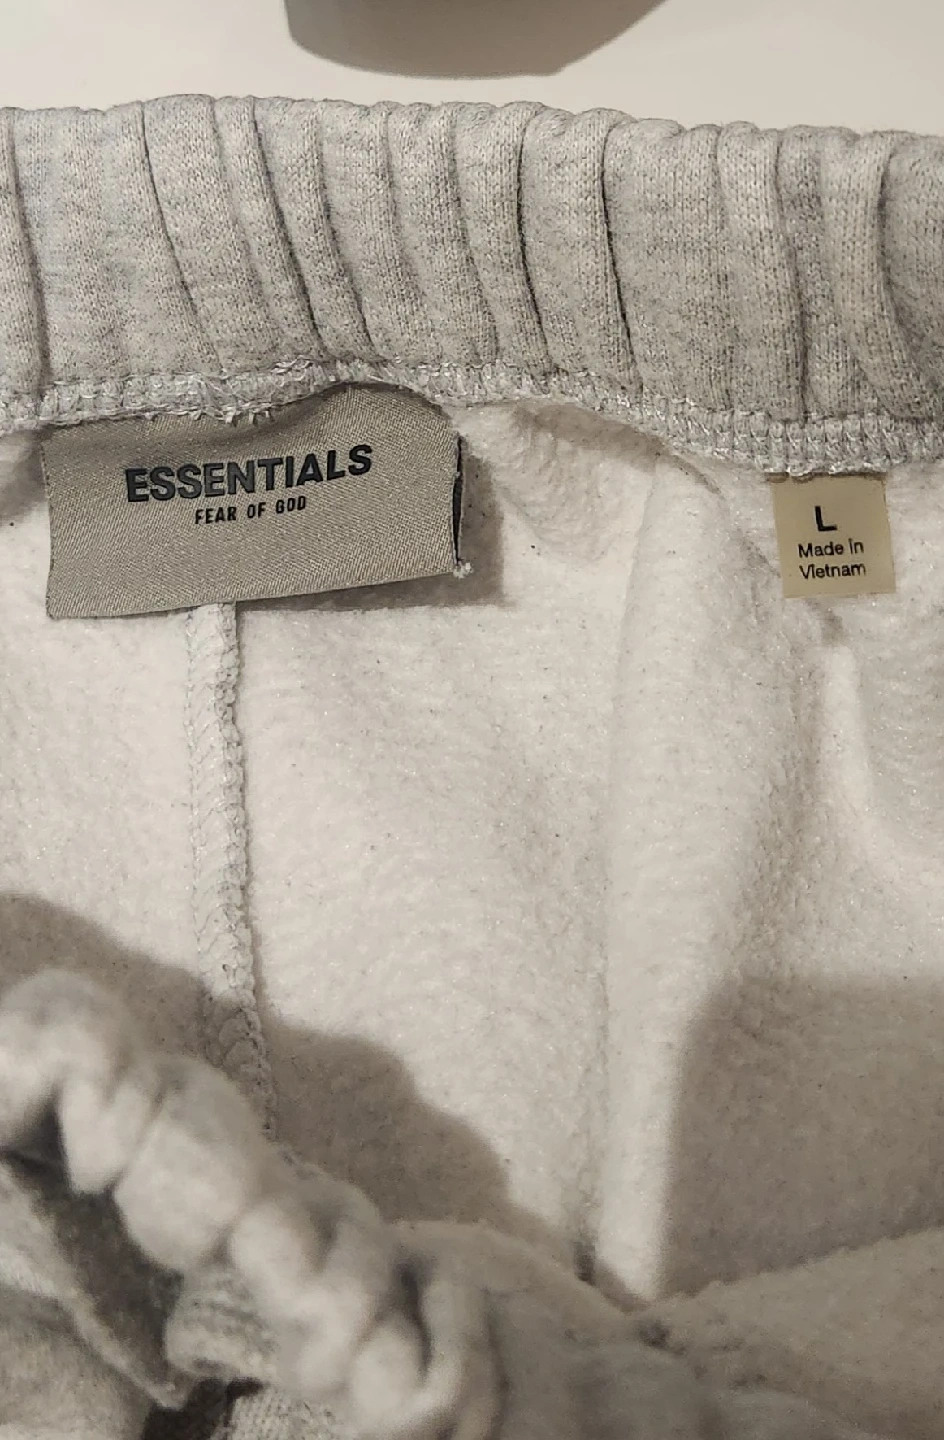 ESSENTIALS
FEAR OF GOD
L
Made in
Vietnam